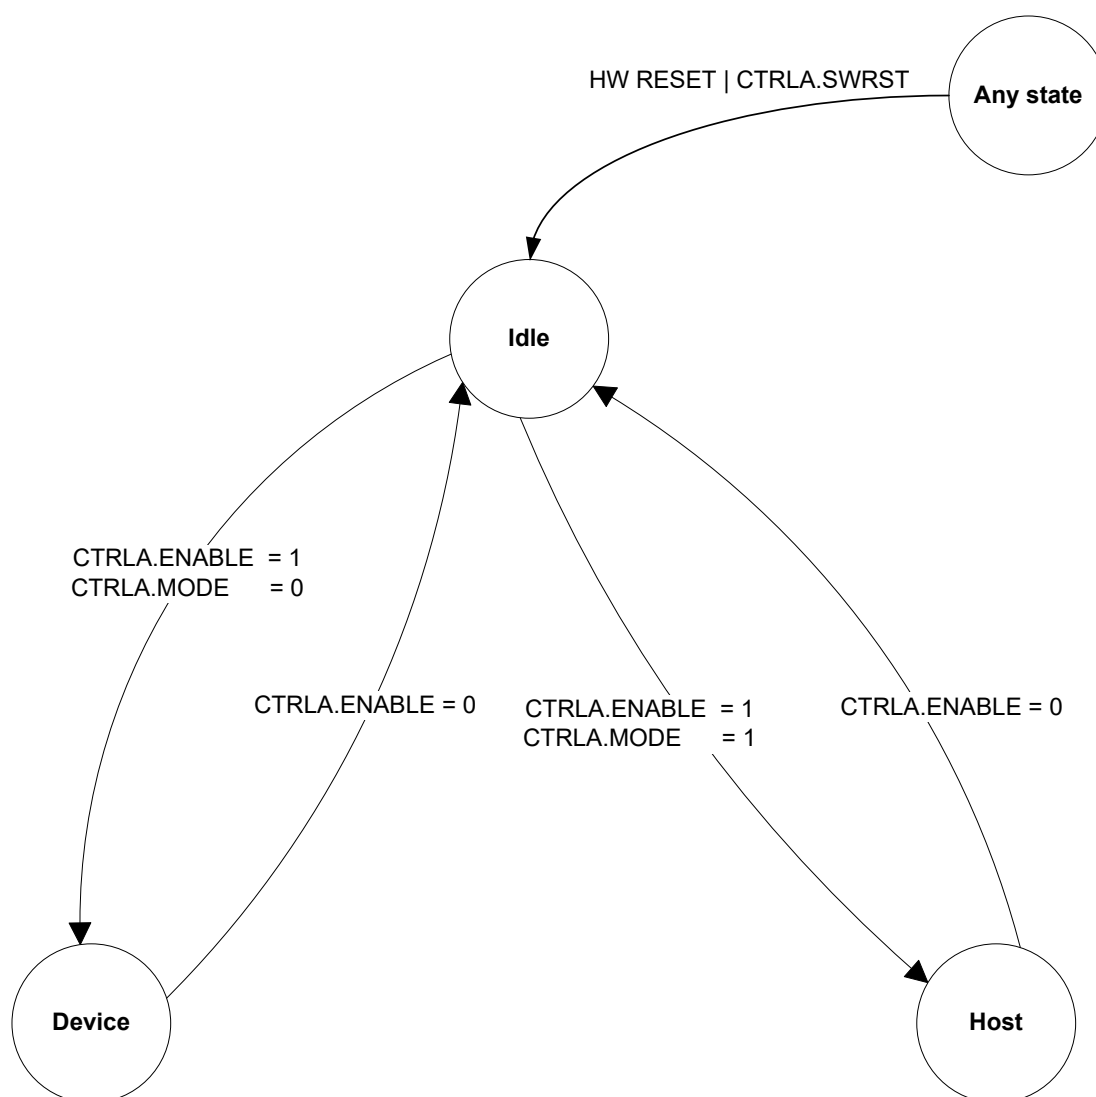 HW RESET | CTRLA.SWRST
Any state
Idle
CTRLA.ENABLE = 1
CTRLA.MODE = 0
CTRLA.ENABLE = 0
CTRLA.ENABLE = 1
CTRLA.MODE = 1
CTRLA.ENABLE = 0
Device
Host